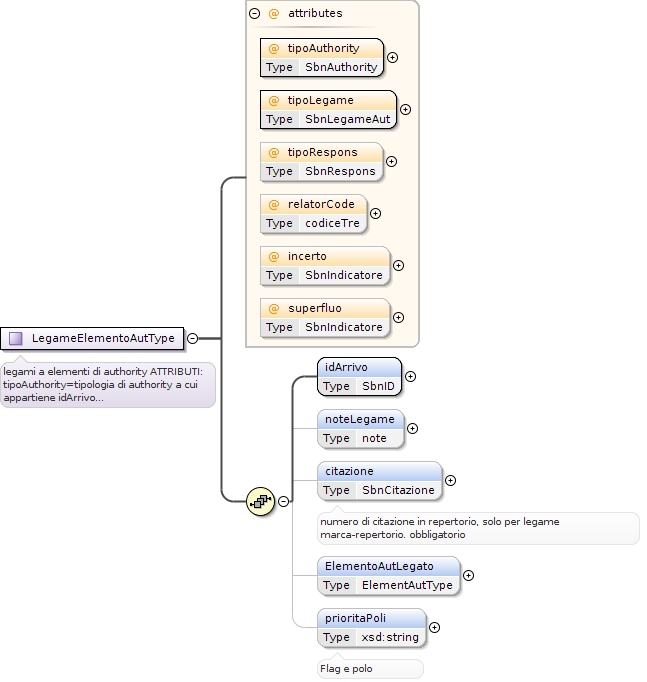 @ attributes
@ tipoAuthority
Type SbnAuthority
@ tipoLegame
Type SbnLegameAut
@ tipoRespons
Type SbnRespons
@ relatorCode
Type codiceTre
@ incerto
Type SbnIndicatore
@ superfluo
Type SbnIndicatore
LegameElementoAutType
legami a elementi di authority ATTRIBUTI:
tipoAuthority=tipologia di authority a cui
appartiene idArrivo...
idArrivo
Type SbnID
noteLegame
Type note
citazione
Type SbnCitazione
numero di citazione in repertorio, solo per legame
marca-repertorio. obbligatorio
ElementoAutLegato
Type ElementAutType
prioritaPoli
Type xsd:string
Flag e polo